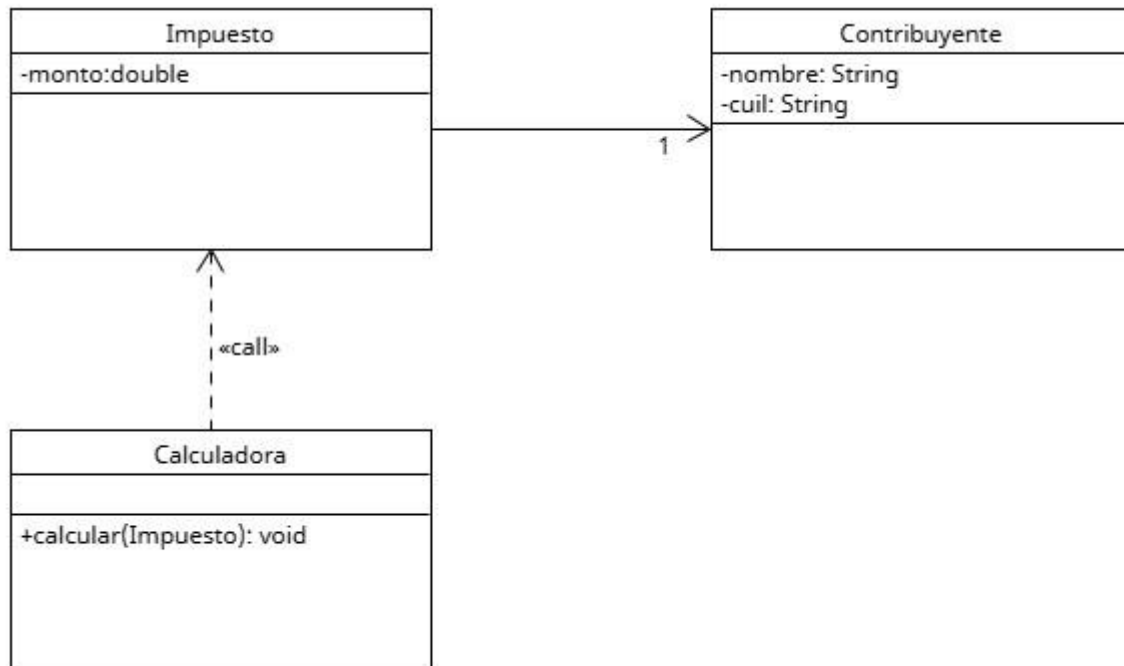 Impuesto
-monto:double
Contribuyente
-nombre: String
-cuil: String
1
«call»
Calculadora
+calcular(Impuesto): void